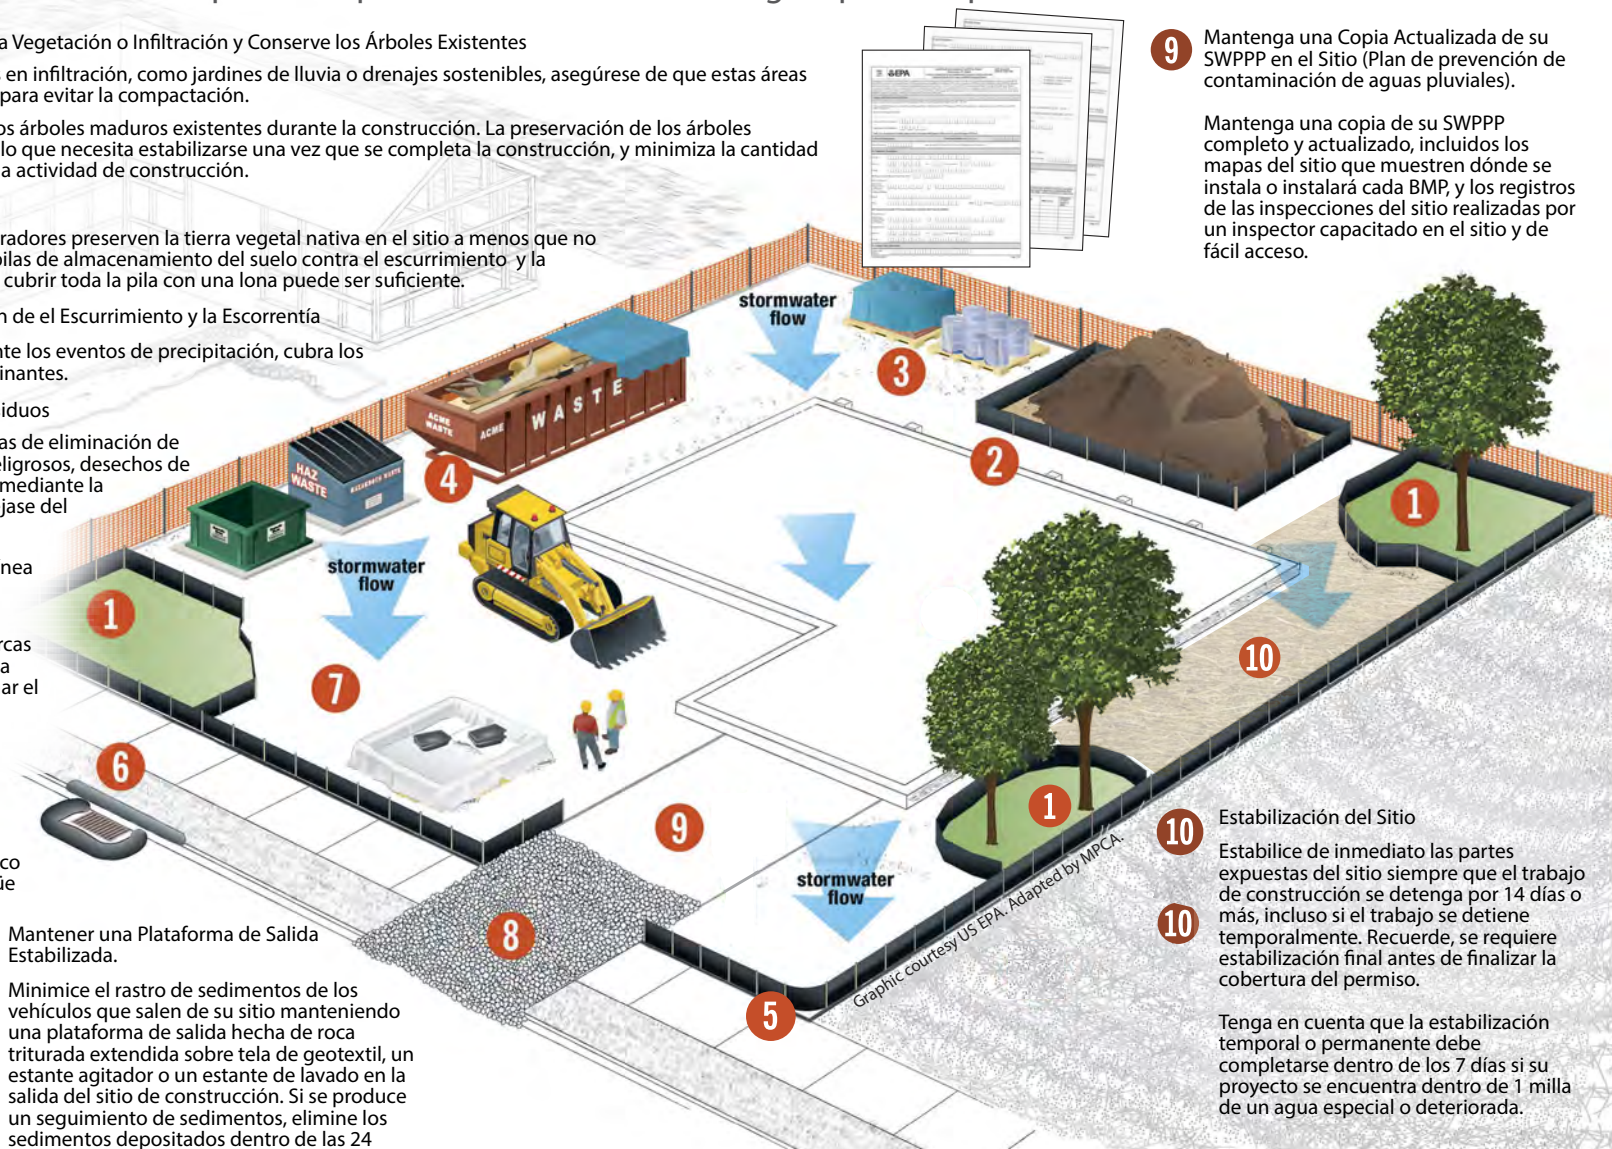 a Vegetación o Infiltración y Conserve los Árboles Existentes
en infiltración, como jardines de lluvia o drenajes sostenibles, asegúrese de que estas áreas
para evitar la compactación.
os árboles maduros existentes durante la construcción. La preservación de los árboles
lo que necesita estabilizarse una vez que se completa la construcción, y minimiza la cantidad
a actividad de construcción.
radores preserven la tierra vegetal nativa en el sitio a menos que no
pilas de almacenamiento del suelo contra el escurrimiento y la
cubrir toda la pila con una lona puede ser suficiente.
n de el Escurrimiento y la Escorrentía
nte los eventos de precipitación, cubra los
inantes.
siduos
as de eliminación de
eligrosos, desechos de
mediante la
jase del
ínea
rcas
a
ar el
co
üe
Mantener una Plataforma de Salida
Estabilizada.
Minimice el rastro de sedimentos de los
vehículos que salen de su sitio manteniendo
una plataforma de salida hecha de roca
triturada extendida sobre tela de geotextil, un
estante agitador o un estante de lavado en la
salida del sitio de construcción. Si se produce
un seguimiento de sedimentos, elimine los
sedimentos depositados dentro de las 24
EPA
9
Mantenga una Copia Actualizada de su
SWPPP en el Sitio (Plan de prevención de
contaminación de aguas pluviales).
Mantenga una copia de su SWPPP
completo y actualizado, incluidos los
mapas del sitio que muestren dónde se
instala o instalará cada BMP, y los registros
de las inspecciones del sitio realizadas por
un inspector capacitado en el sitio y de
fácil acceso.
stormwater
flow
3
ACME
WASTE
ACME
WASTE
4
HAZ
WASTE
HAZARDOUS WASTE
2
1
stormwater
flow
1
7
10
6
9
1
stormwater
flow
8
5
Graphic courtesy US EPA. Adapted by MPCA.
10
Estabilización del Sitio
10
Estabilice de inmediato las partes
expuestas del sitio siempre que el trabajo
de construcción se detenga por 14 días o
más, incluso si el trabajo se detiene
temporalmente. Recuerde, se requiere
estabilización final antes de finalizar la
cobertura del permiso.
Tenga en cuenta que la estabilización
temporal o permanente debe
completarse dentro de los 7 días si su
proyecto se encuentra dentro de 1 milla
de un agua especial o deteriorada.